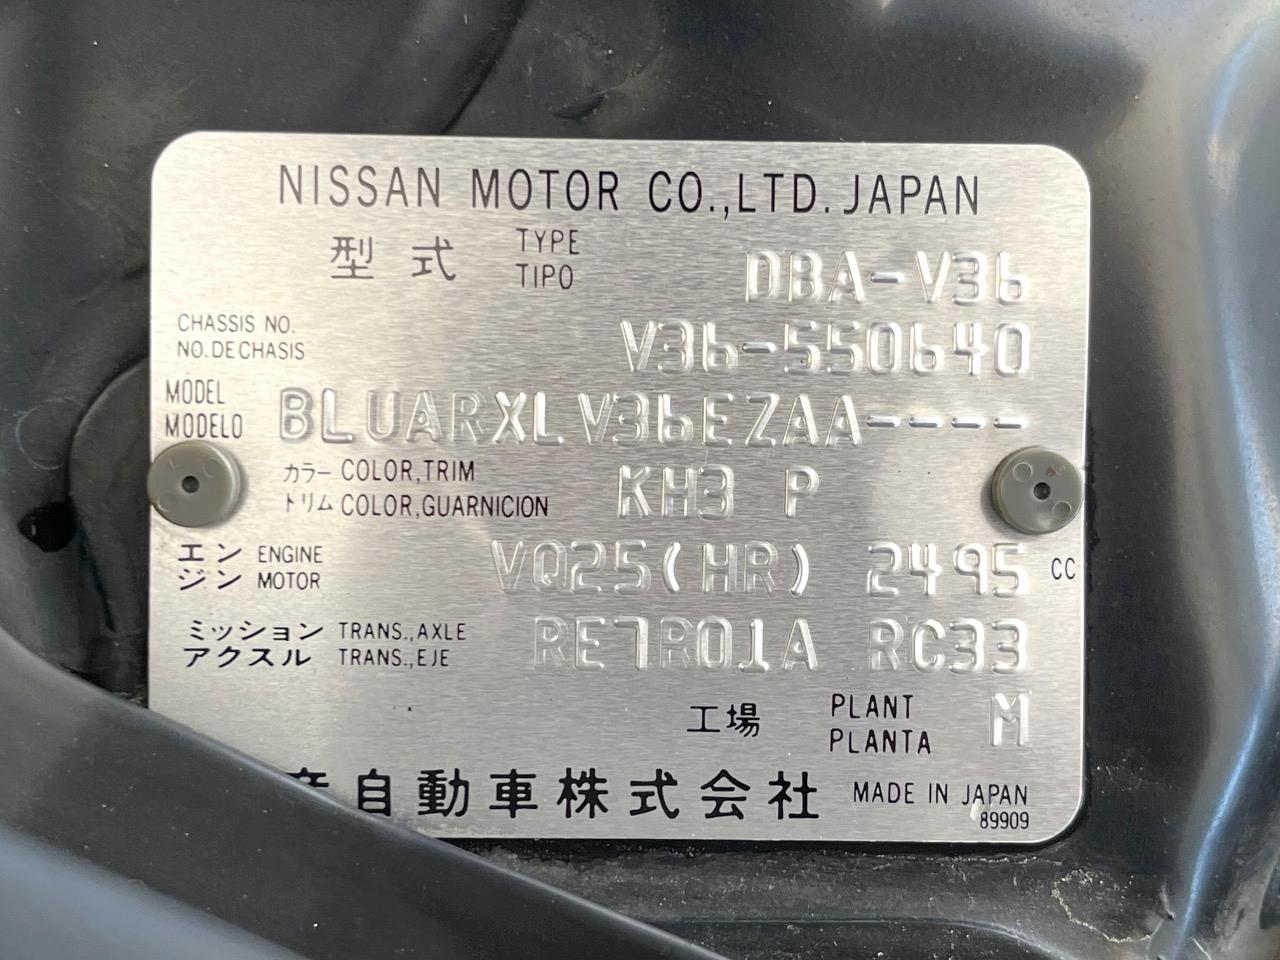 NISSAN MOTOR CO.,LTD. JAPAN
型式 TYPE DBA-V36
TIPO
CHASSIS NO. V36-550640
NO. DE CHASIS
MODEL BLUARXLV36EZAA----
MODELO
カラー COLOR,TRIM KH3 P
トリム COLOR,GUARNICION
エン ENGINE VQ25(HR) 2495 CC
ジン MOTOR
ミッション TRANS.,AXLE RE7R01A RC33
アクスル TRANS.,EJE
工場 PLANT M
PLANTA
産自動車株式会社 MADE IN JAPAN
89909